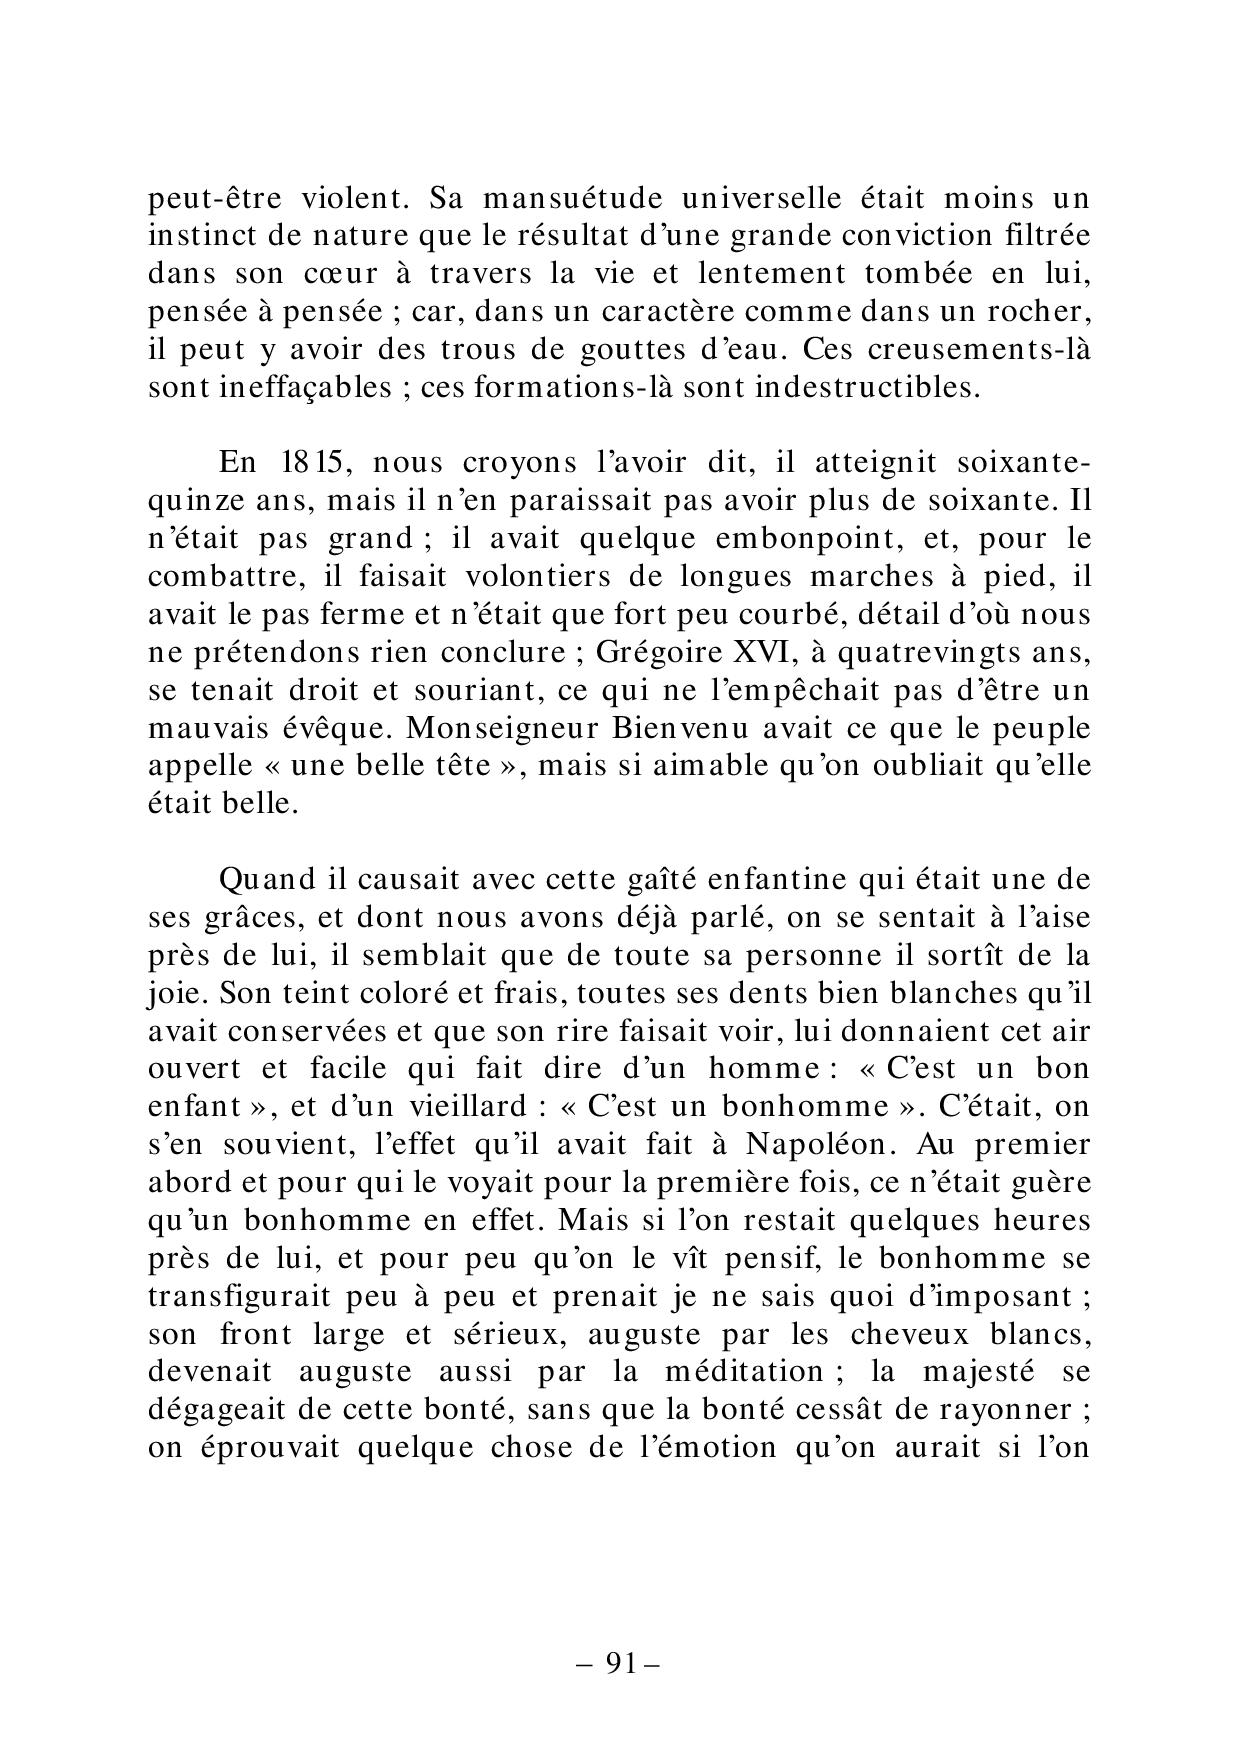 peut-être violent. Sa mansuétude universelle était moins un
instinct de nature que le résultat d’une grande conviction filtrée
dans son cœur à travers la vie et lentement tombée en lui,
pensée à pensée ; car, dans un caractère comme dans un rocher,
il peut y avoir des trous de gouttes d’eau. Ces creusements-là
sont ineffaçables ; ces formations-là sont indestructibles.
En 1815, nous croyons l’avoir dit, il atteignit soixante-
quinze ans, mais il n’en paraissait pas avoir plus de soixante. Il
n’était pas grand ; il avait quelque embonpoint, et, pour le
combattre, il faisait volontiers de longues marches à pied, il
avait le pas ferme et n’était que fort peu courbé, détail d’où nous
ne prétendons rien conclure ; Grégoire XVI, à quatrevingts ans,
se tenait droit et souriant, ce qui ne l’empêchait pas d’être un
mauvais évêque. Monseigneur Bienvenu avait ce que le peuple
appelle « une belle tête », mais si aimable qu’on oubliait qu’elle
était belle.
Quand il causait avec cette gaîté enfantine qui était une de
ses grâces, et dont nous avons déjà parlé, on se sentait à l’aise
près de lui, il semblait que de toute sa personne il sortît de la
joie. Son teint coloré et frais, toutes ses dents bien blanches qu’il
avait conservées et que son rire faisait voir, lui donnaient cet air
ouvert et facile qui fait dire d’un homme : « C’est un bon
enfant », et d’un vieillard : « C’est un bonhomme ». C’était, on
s’en souvient, l’effet qu’il avait fait à Napoléon. Au premier
abord et pour qui le voyait pour la première fois, ce n’était guère
qu’un bonhomme en effet. Mais si l’on restait quelques heures
près de lui, et pour peu qu’on le vît pensif, le bonhomme se
transfigurait peu à peu et prenait je ne sais quoi d’imposant ;
son front large et sérieux, auguste par les cheveux blancs,
devenait auguste aussi par la méditation ; la majesté se
dégageait de cette bonté, sans que la bonté cessât de rayonner ;
on éprouvait quelque chose de l’émotion qu’on aurait si l’on
– 91 –